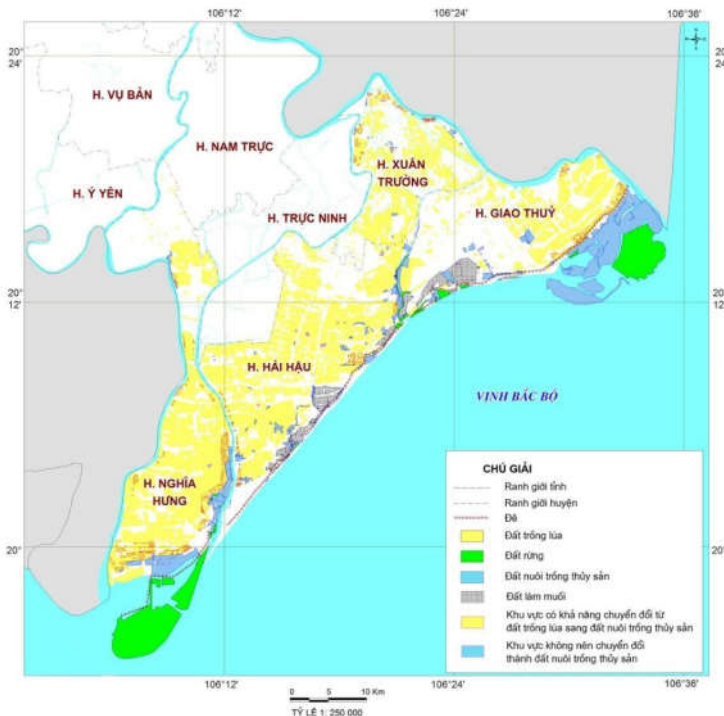 106°12' 106°24' 106°36'
20°
24'
20°
24'
H. VỤ BẢN
H. NAM TRỰC
H. XUÂN
TRƯỜNG
H. Ý YÊN
H. TRỰC NINH
H. GIAO THUỶ
20°
12'
20°
12'
H. HẢI HẬU
VỊNH BẮC BỘ
H. NGHĨA
HƯNG
20°
20°
CHÚ GIẢI
Ranh giới tỉnh
Ranh giới huyện
Đê
Đất trồng lúa
Đất rừng
Đất nuôi trồng thủy sản
Đất làm muối
Khu vực có khả năng chuyển đổi từ
đất trồng lúa sang đất nuôi trồng thủy sản
Khu vực không nên chuyển đổi
thành đất nuôi trồng thủy sản
106°12' 106°24' 106°36'
0 5 10 Km
TỶ LỆ 1: 250.000